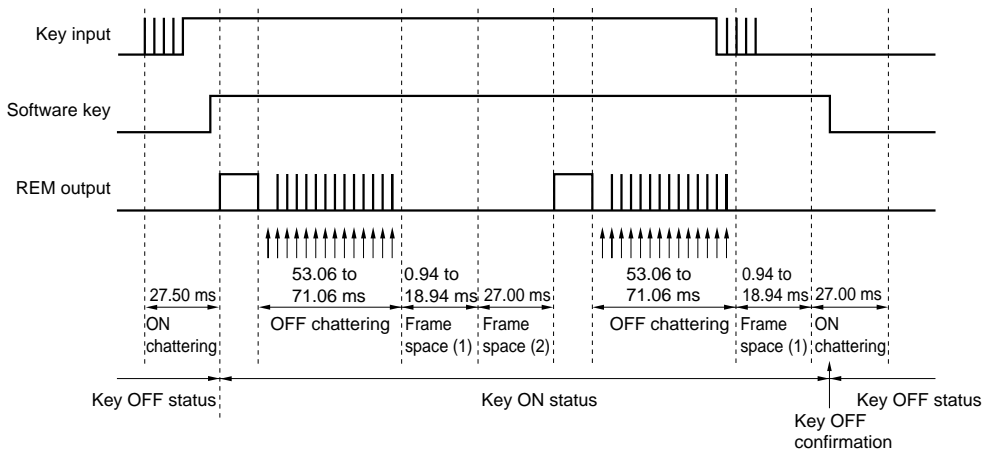 Key input
Software key
REM output
53.06 to
71.06 ms
0.94 to
18.94 ms
27.50 ms
27.00 ms
53.06 to
71.06 ms
0.94 to
18.94 ms
27.00 ms
ON
chattering
OFF chattering
Frame
space (1)
Frame
space (2)
OFF chattering
Frame
space (1)
ON
chattering
Key OFF status
Key ON status
Key OFF status
Key OFF
confirmation